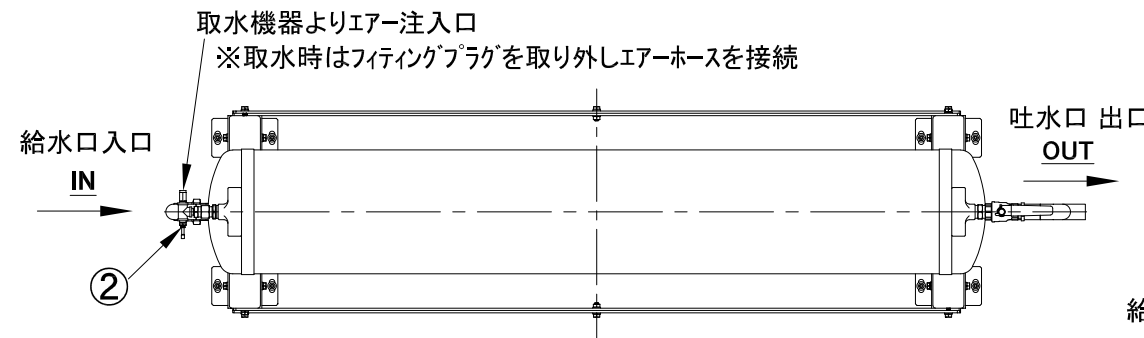 取水機器よりエアー注入口
※取水時はフィティングプラグを取り外しエアーホースを接続
給水口入口
IN
吐水口 出口
OUT
②
給